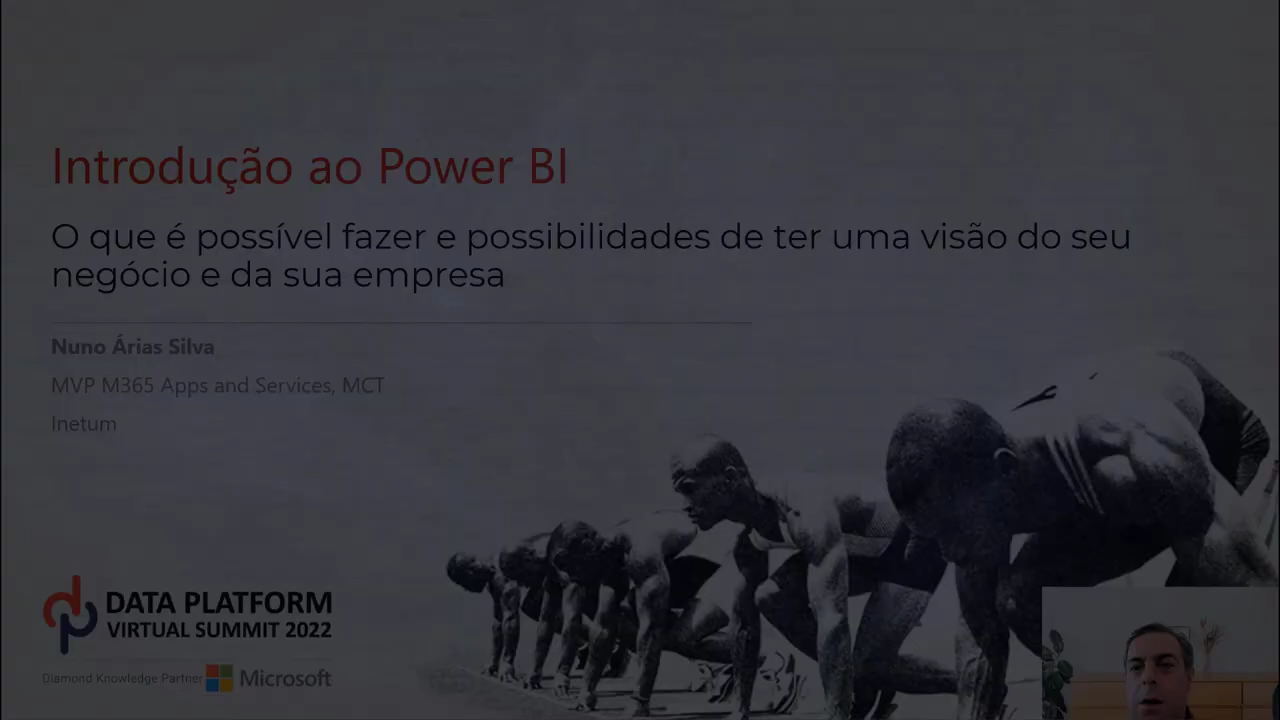 Introdução ao Power BI
O que é possível fazer e possibilidades de ter uma visão do seu
negócio e da sua empresa
Nuno Árias Silva
MVP M365 Apps and Services, MCT
Inetum
DATA PLATFORM
VIRTUAL SUMMIT 2022
Diamond Knowledge Partner Microsoft